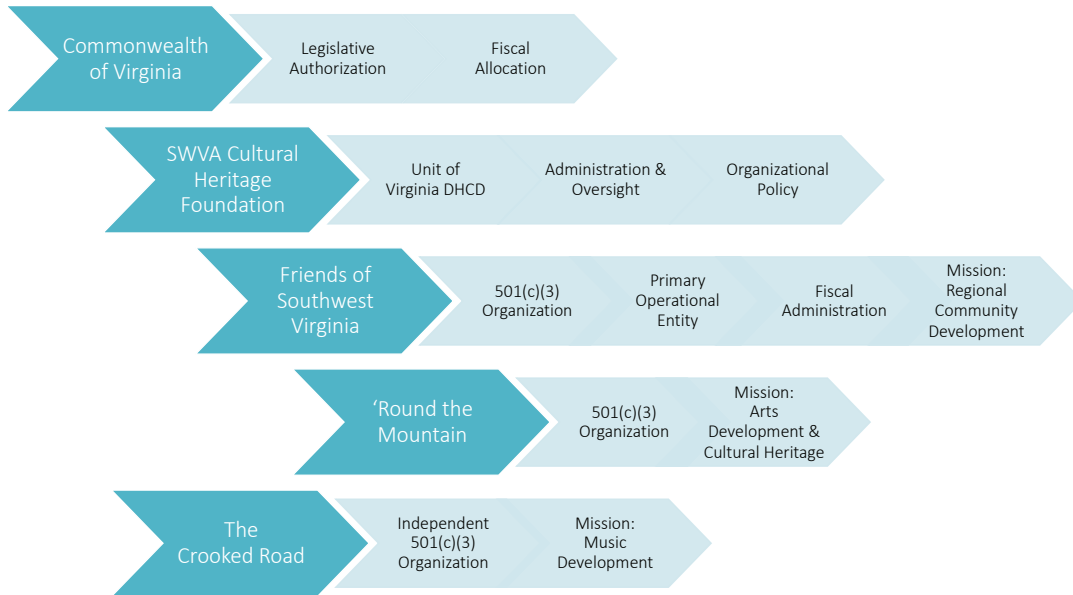 Commonwealth
of Virginia
Legislative
Authorization
Fiscal
Allocation
SWVA Cultural
Heritage
Foundation
Unit of
Virginia DHCD
Administration &
Oversight
Organizational
Policy
Friends of
Southwest
Virginia
501(c)(3)
Organization
Primary
Operational
Entity
Fiscal
Administration
Mission:
Regional
Community
Development
‘Round the
Mountain
501(c)(3)
Organization
Mission:
Arts
Development &
Cultural Heritage
The
Crooked Road
Independent
501(c)(3)
Organization
Mission:
Music
Development